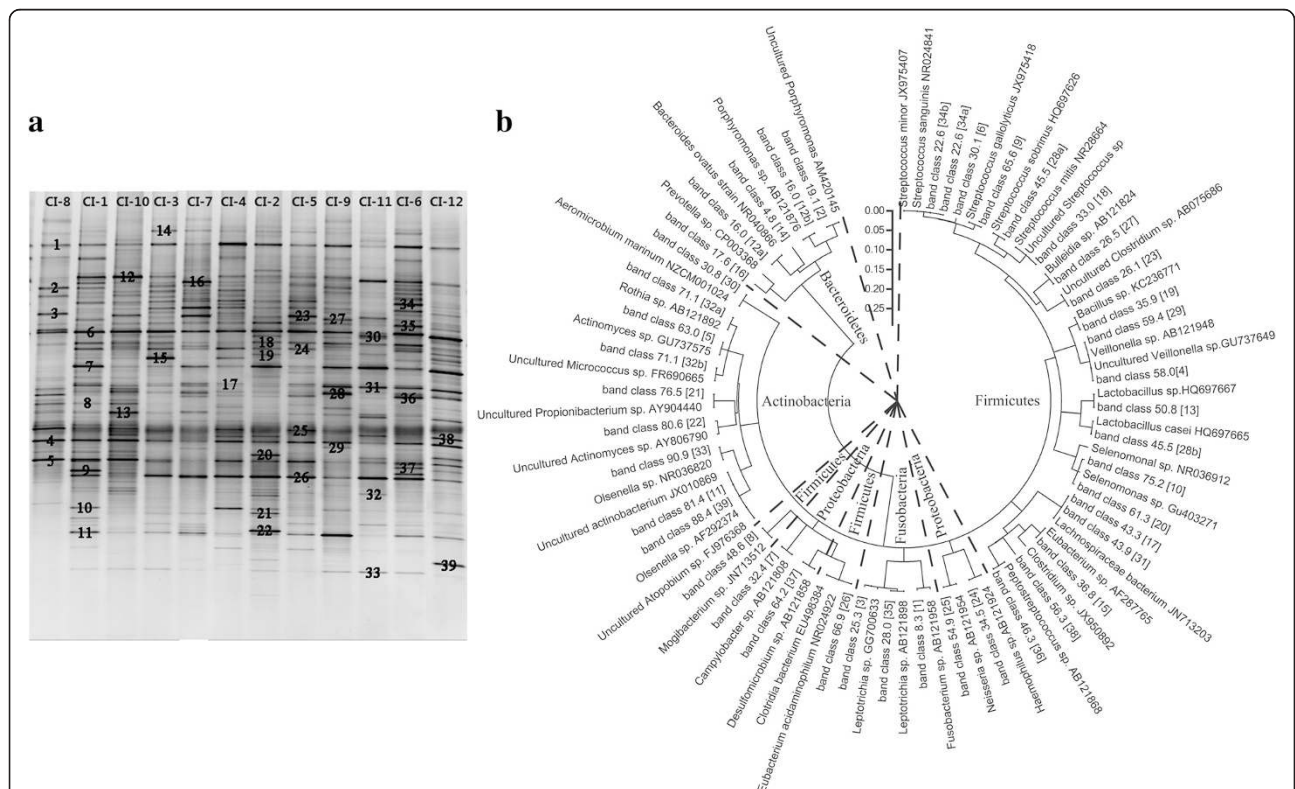 a
CI-8 CI-1 CI-10 CI-3 CI-7 CI-4 CI-2 CI-5 CI-9 CI-11 CI-6 CI-12
1
2
3
4
5
6
7
8
9
10
11
12
13
14
15
16
17
18
19
20
21
22
23
24
25
26
27
28
29
30
31
32
33
34
35
36
37
38
39
b
Streptococcus minor JX975407
Streptococcus sanguinis NR024841
band class 22.6 [34b]
band class 22.6 [34a]
band class 30.1 [6]
Streptococcus gallolyticus JX975418
band class 65.6 [9]
Streptococcus sobrinus HQ697626
band class 45.5 [28a]
Streptococcus mitis NR28664
Uncultured Streptococcus sp
band class 33.0 [18]
Bulleidia sp. AB121824
band class 26.5 [27]
Uncultured Clostridium sp. AB075686
band class 26.1 [23]
Bacillus sp. KC236771
band class 35.9 [19]
band class 59.4 [29]
Veillonella sp. AB121948
Uncultured Veillonella sp.GU737649
band class 58.0[4]
Lactobacillus sp.HQ697667
band class 50.8 [13]
Lactobacillus casei HQ697665
band class 45.5 [28b]
Selenomonal sp. NR036912
band class 75.2 [10]
Selenomonas sp. Gu403271
band class 61.3 [20]
band class 43.3 [17]
band class 43.9 [31]
Lachnospiraceae bacterium JN713203
Eubacterium sp. AF287765
band class 36.8 [15]
Clostridium sp. JX950892
band class 56.3 [38]
Peptostreptococcus sp. AB121868
band class 46.3 [36]
Haemophilus sp.AB121924
band class 34.5 [24]
Neisseria sp. AB121954
band class 54.9 [25]
Fusobacterium sp. AB121958
band class 8.3 [1]
Leptotrichia sp. AB121898
band class 28.0 [35]
Leptotrichia sp. GG700633
band class 25.3 [3]
band class 66.9 [26]
Eubacterium acidaminophilum NR024922
Clotridia bacterium EU498384
Desulfomicrobium sp. AB121858
band class 64.2 [37]
Campylobacter sp. AB121808
band class 32.4 [7]
Mogibacterium sp. JN713512
band class 48.6 [8]
Uncultured Atopobium sp. FJ976368
Olsenella sp. AF292374
band class 88.4 [39]
band class 81.4 [11]
Uncultured actinobacterium JX010869
Olsenella sp. NR036820
band class 90.9 [33]
Uncultured Actinomyces sp. AY806790
band class 80.6 [22]
Uncultured Propionibacterium sp. AY904440
band class 76.5 [21]
Uncultured Micrococcus sp. FR690665
band class 71.1 [32b]
Actinomyces sp. GU737575
band class 63.0 [5]
Rothia sp. AB121892
band class 71.1 [32a]
Aeromicrobium marinum NZCM001024
band class 30.8 [30]
band class 17.6 [16]
Prevotella sp. CP003368
band class 16.0 [12a]
Bacteroides ovatus strain NR040866
band class 4.8 [14]
Porphyromonas sp. AB121876
band class 16.0 [12b]
band class 19.1 [2]
Uncultured Porphyromonas AM420145
0.00
0.05
0.10
0.15
0.20
0.25
Bacteroidetes
Actinobacteria
Firmicutes
Firmicutes
Proteobacteria
Firmicutes
Fusobacteria
Proteobacteria